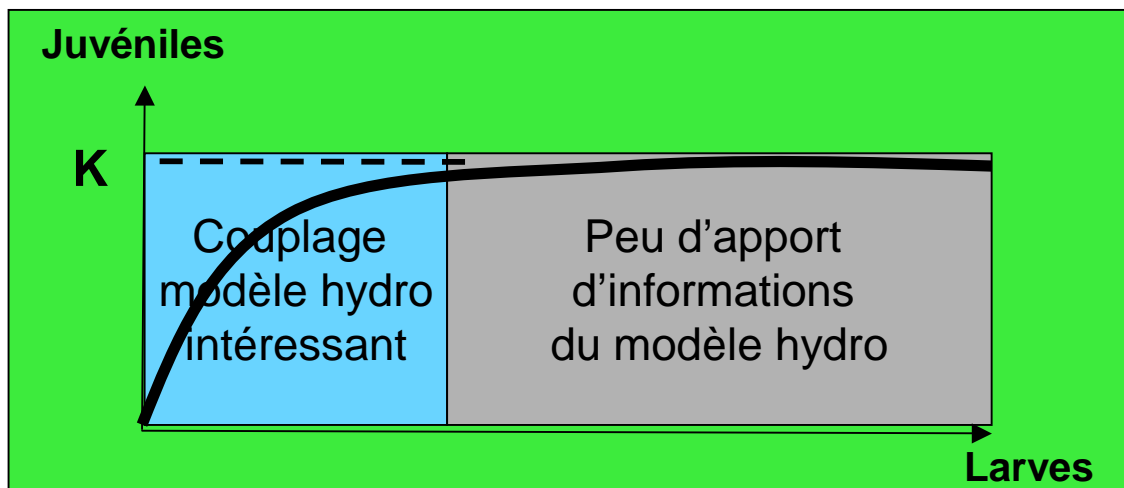 Juvéniles
K
Couplage
modèle hydro
intéressant
Peu d'apport
d'informations
du modèle hydro
Larves